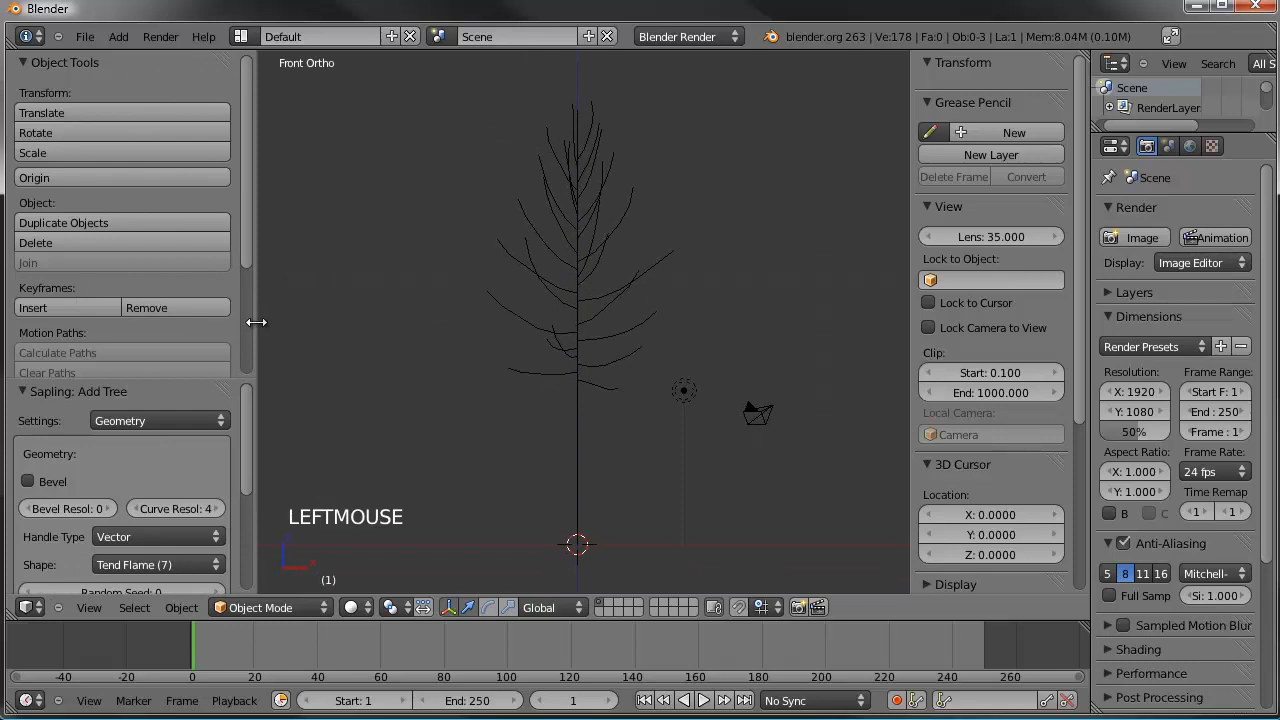 Blender
File Add Render Help Default Scene Blender Render blender.org 263 | Ve:178 | Fa:0 | Ob:0-3 | La:1 | Mem:8.04M (0.10M)
Object Tools
Transform:
Translate
Rotate
Scale
Origin
Object:
Duplicate Objects
Delete
Join
Keyframes:
Insert Remove
Motion Paths:
Calculate Paths
Clear Paths
Sapling: Add Tree
Settings: Geometry
Geometry:
Bevel
Bevel Resol: 0 Curve Resol: 4
Handle Type Vector
Shape: Tend Flame (7)
Random Seed: 0
Front Ortho
LEFTMOUSE
x
(1)
Transform
Grease Pencil
New
New Layer
Delete Frame Convert
View
Lens: 35.000
Lock to Object:
Lock to Cursor
Lock Camera to View
Clip:
Start: 0.100
End: 1000.000
Local Camera:
Camera
3D Cursor
Location:
X: 0.0000
Y: 0.0000
Z: 0.0000
Display
View Search All S
Scene
RenderLayer
Scene
Render
Image Animation
Display: Image Editor
Layers
Dimensions
Render Presets
Resolution: Frame Range:
X: 1920 Start F: 1
Y: 1080 End : 250
50% Frame : 1
Aspect Ratio: Frame Rate:
X: 1.000 24 fps
Y: 1.000 Time Remap
B C 1 1
Anti-Aliasing
5 8 11 16 Mitchell-
Full Samp Si: 1.000
Sampled Motion Blur
Shading
Performance
Post Processing
View Select Object Object Mode Global
-40 -20 0 20 40 60 80 100 120 140 160 180 200 220 240 260
View Marker Frame Playback Start: 1 End: 250 1 No Sync